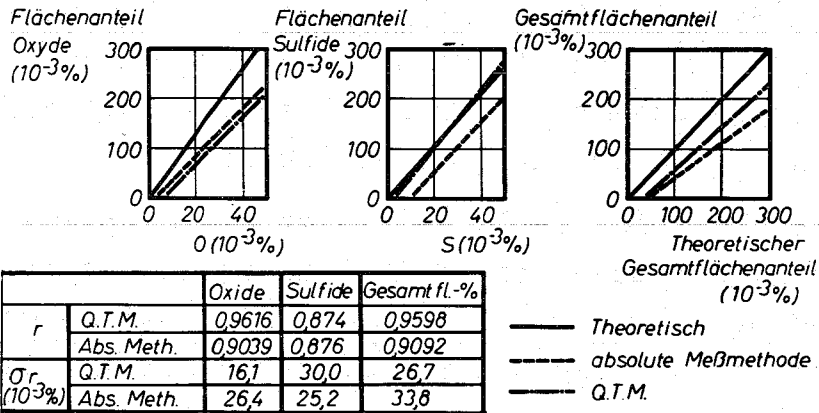 Flächenanteil
Oxyde
(10⁻³%)
300
200
100
0
0 20 40
O (10⁻³%)
Flächenanteil
Sulfide
(10⁻³%)
300
200
100
0
0 20 40
S (10⁻³%)
Gesamtflächenanteil
(10⁻³%)
300
200
100
0
0 100 200 300
Theoretischer
Gesamtflächenanteil
(10⁻³%)
Oxide Sulfide Gesamt fl.-%
r Q.T.M. 0,9616 0,874 0,9598
Abs. Meth. 0,9039 0,876 0,9092
σr (10⁻³%) Q.T.M. 16,1 30,0 26,7
Abs. Meth. 26,4 25,2 33,8
Theoretisch
absolute Meßmethode
Q.T.M.